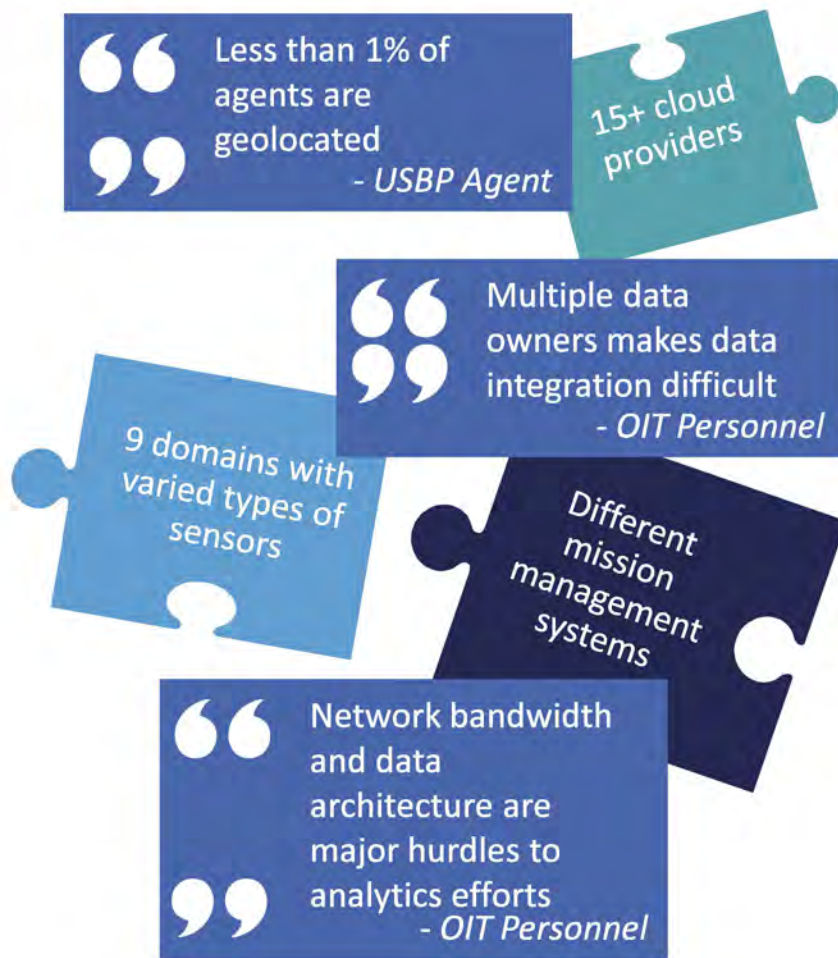 Less than 1% of
agents are
geolocated
- USBP Agent
15+ cloud
providers
Multiple data
owners makes data
integration difficult
- OIT Personnel
9 domains with
varied types of
sensors
Different
mission
management
systems
Network bandwidth
and data
architecture are
major hurdles to
analytics efforts
- OIT Personnel